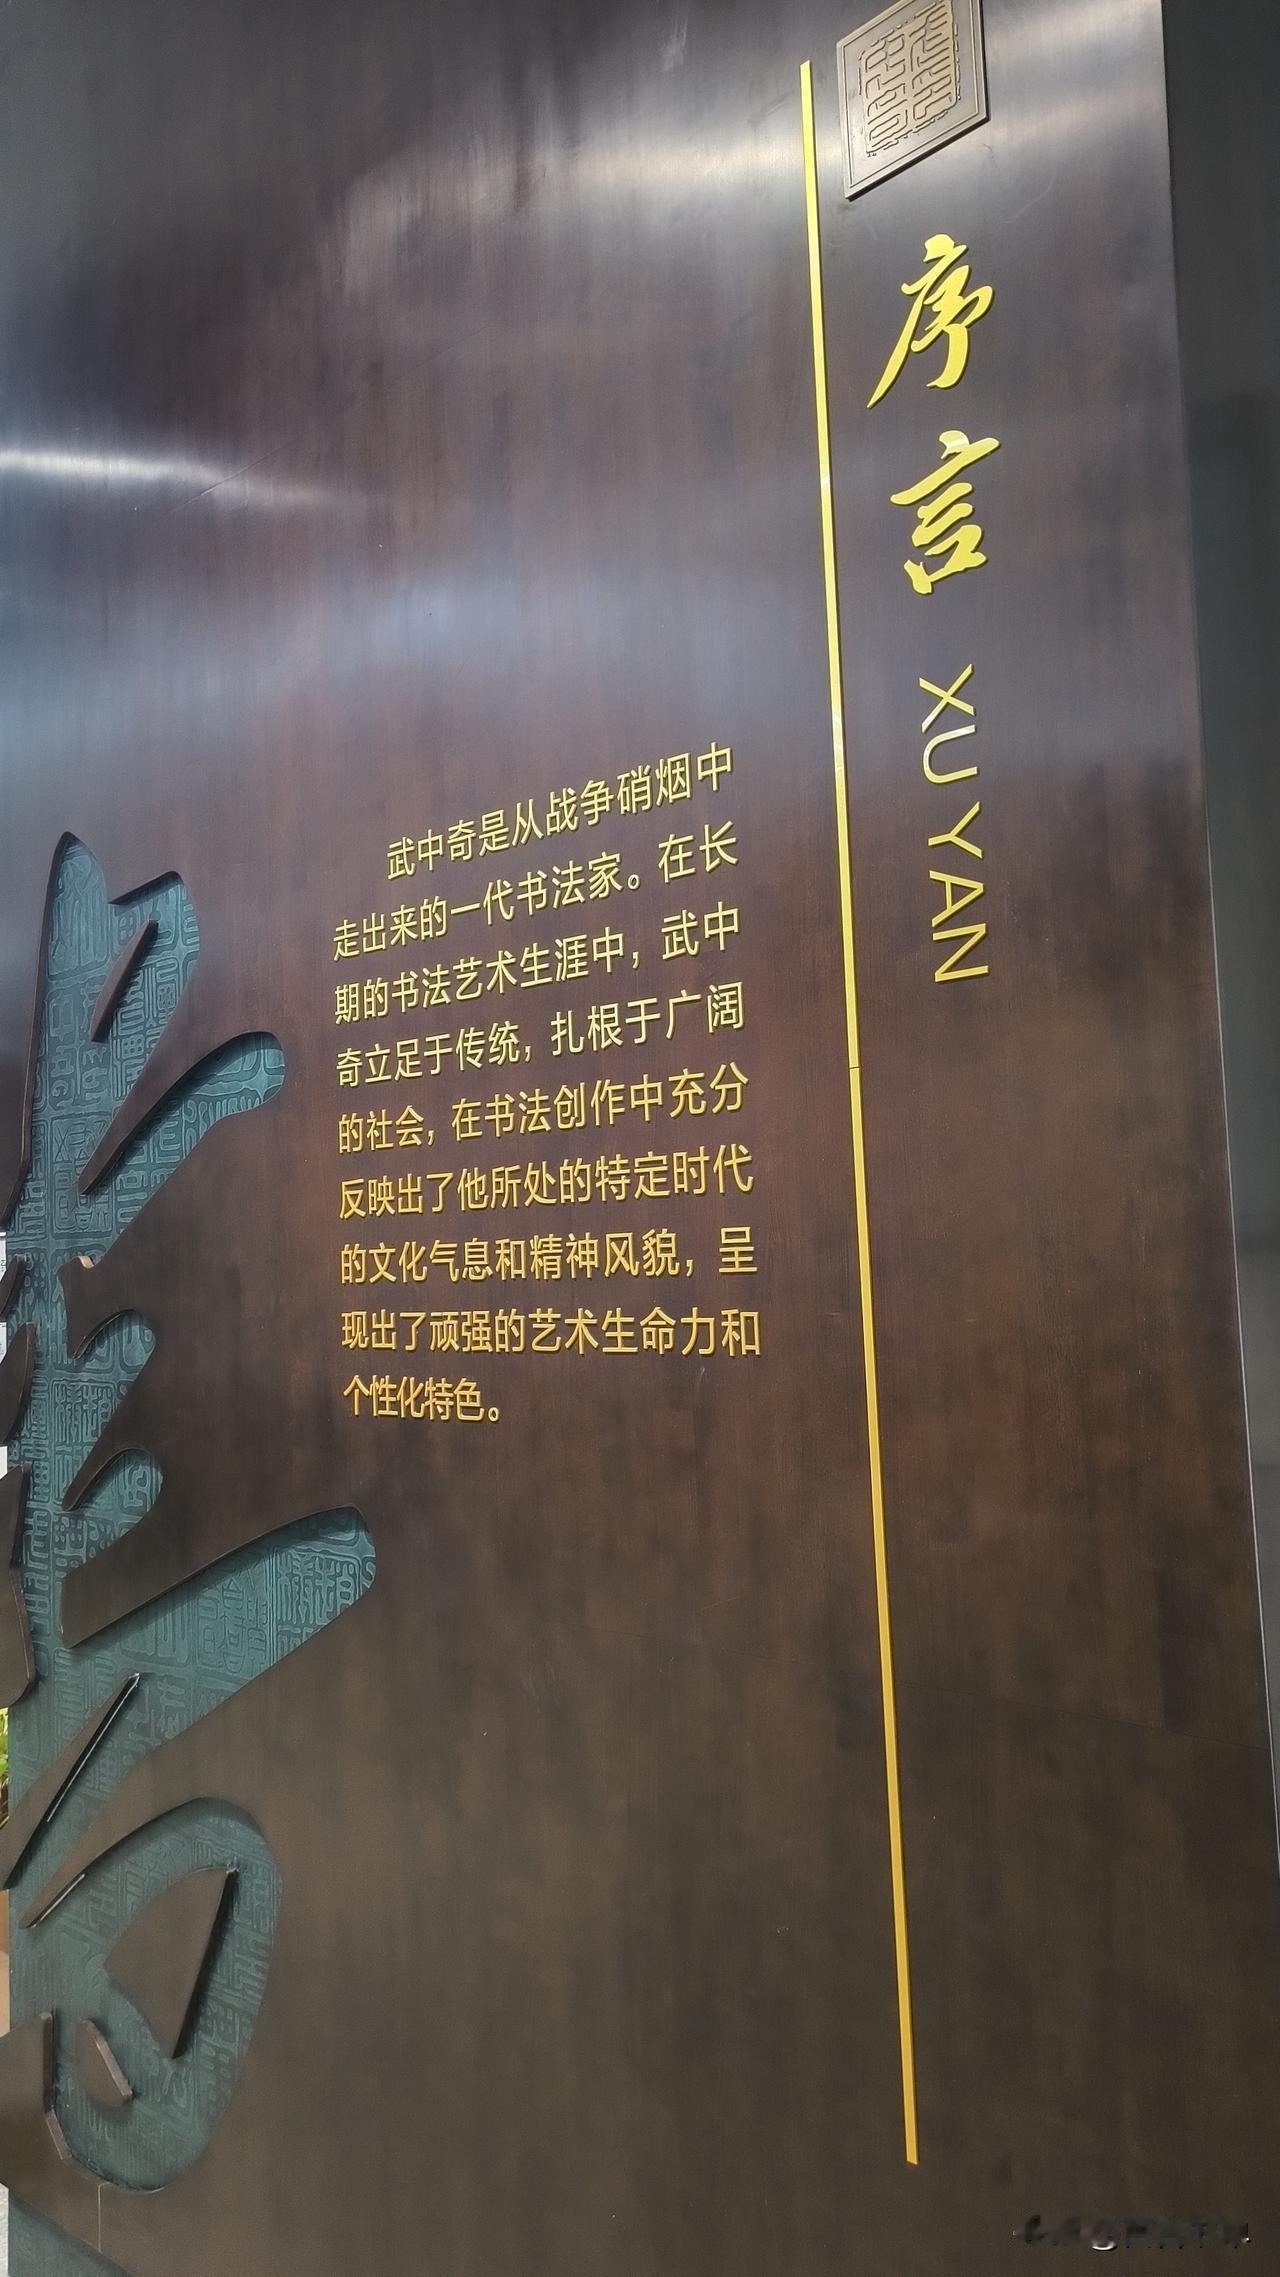 序言
XU YAN
武中奇是从战争硝烟中
走出来的一代书法家。在长
期的书法艺术生涯中，武中
奇立足于传统，扎根于广阔
的社会，在书法创作中充分
反映出了他所处的特定时代
的文化气息和精神风貌，呈
现出了顽强的艺术生命力和
个性化特色。